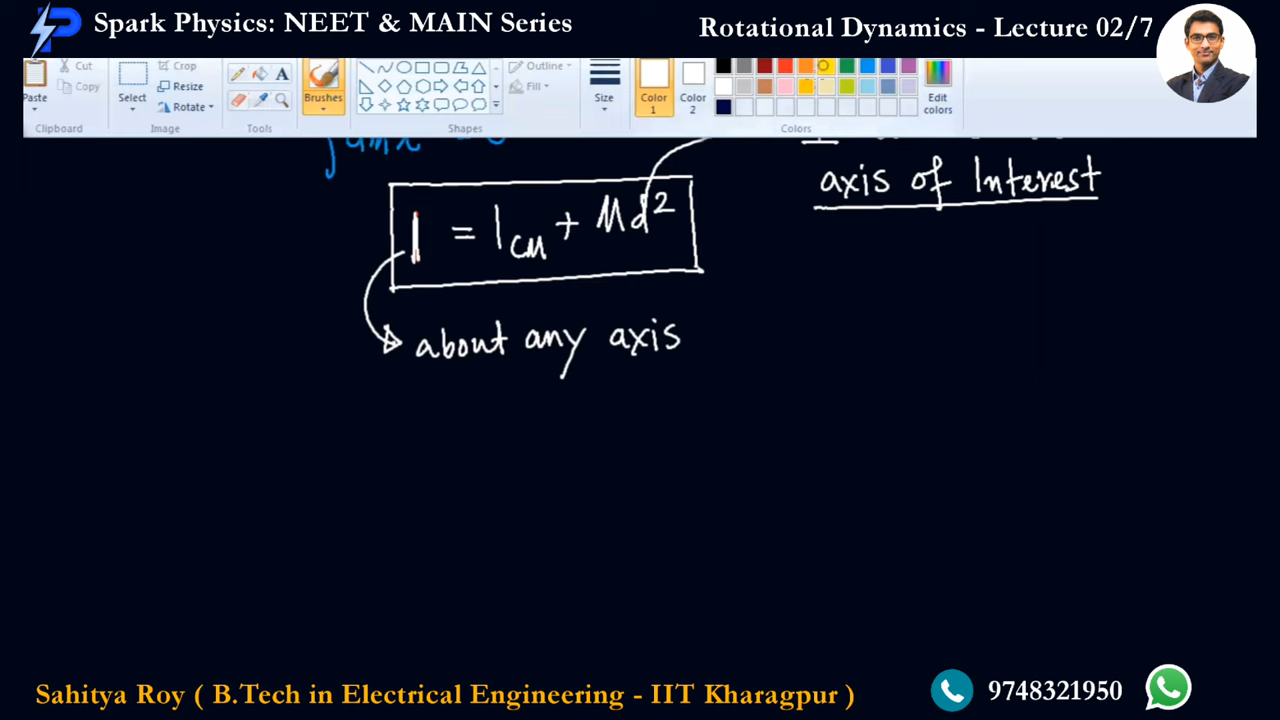 Spark Physics: NEET & MAIN Series
Rotational Dynamics - Lecture 02/7
Cut
Copy
Paste
Clipboard
Select
Crop
Resize
Rotate
Image
Tools
Brushes
Shapes
Outline
Fill
Size
Color 1
Color 2
Edit colors
Colors
axis of Interest
I = I_CM + Md²
about any axis
Sahitya Roy ( B.Tech in Electrical Engineering - IIT Kharagpur )
9748321950